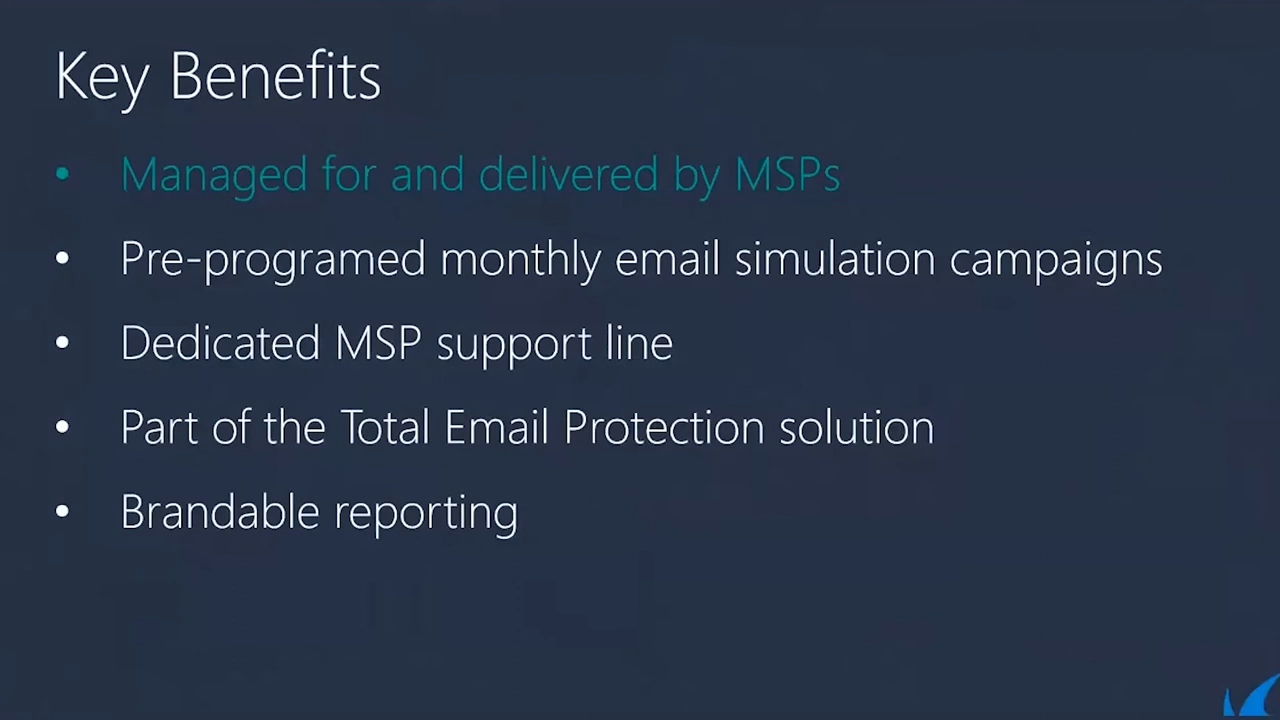 Key Benefits
• Managed for and delivered by MSPs
• Pre-programed monthly email simulation campaigns
• Dedicated MSP support line
• Part of the Total Email Protection solution
• Brandable reporting